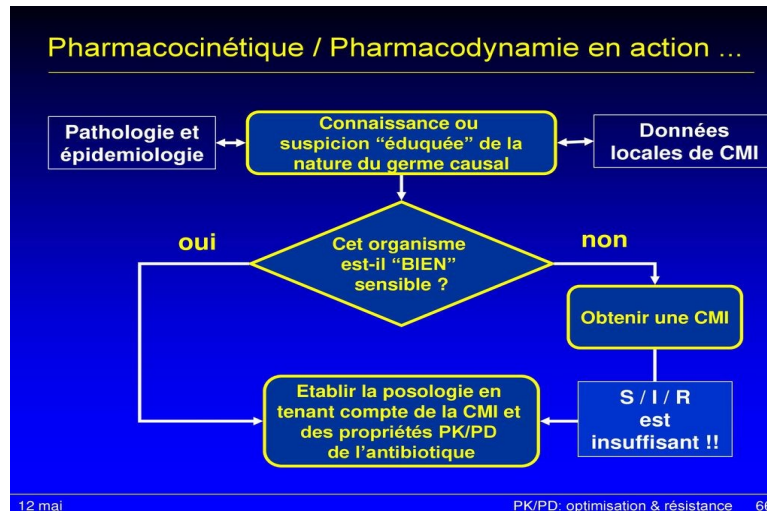 Pharmacocinétique / Pharmacodynamie en action ...
Pathologie et
épidemiologie
Connaissance ou
suspicion “éduquée” de la
nature du germe causal
Données
locales de CMI
oui
Cet organisme
est-il “BIEN”
sensible ?
non
Obtenir une CMI
Etablir la posologie en
tenant compte de la CMI et
des propriétés PK/PD
de l’antibiotique
S / I / R
est
insuffisant !!
12 mai
PK/PD: optimisation & résistance
66